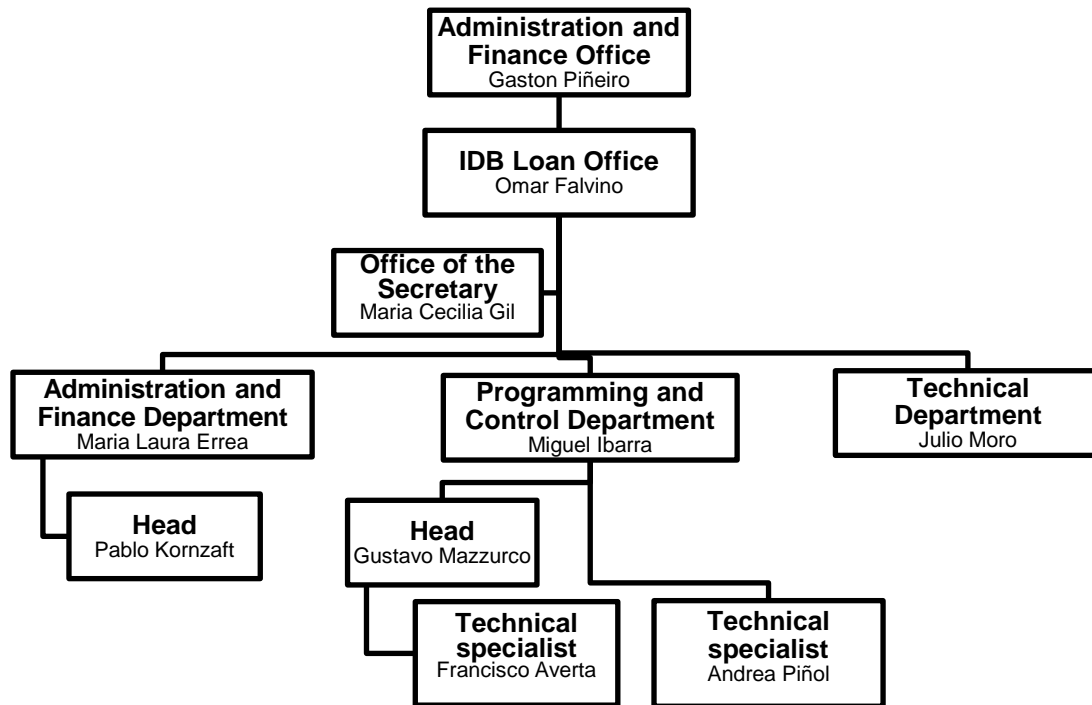 Administration and
Finance Office
Gaston Piñeiro
IDB Loan Office
Omar Falvino
Office of the
Secretary
Maria Cecilia Gil
Administration and
Finance Department
Maria Laura Errea
Programming and
Control Department
Miguel Ibarra
Technical
Department
Julio Moro
Head
Pablo Kornzaft
Head
Gustavo Mazzurco
Technical
specialist
Francisco Averta
Technical
specialist
Andrea Piñol